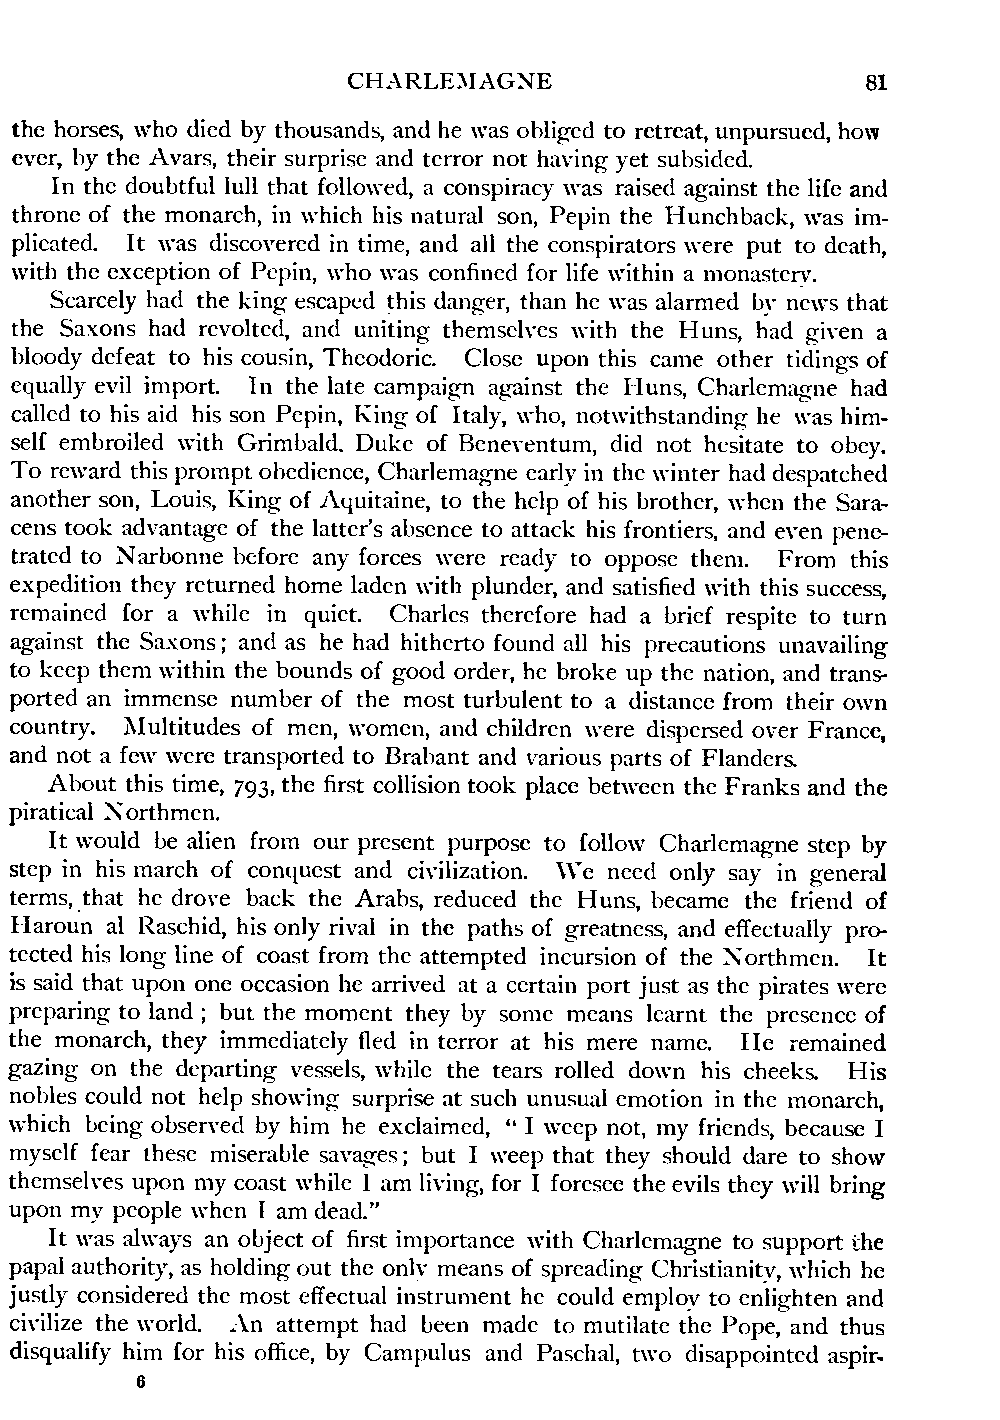 CHARLEMAGNE 81
the horses, who died by thousands, and he was obliged to retreat, unpursued, how
ever, by the Avars, their surprise and terror not having yet subsided.
In the doubtful lull that followed, a conspiracy was raised against the life and
throne of the monarch, in which his natural son, Pepin the Hunchback, was im-
plicated. It was discovered in time, and all the conspirators were put to death,
with the exception of Pepin, who was confined for life within a monastery.
Scarcely had the king escaped this danger, than he was alarmed by news that
the Saxons had revolted, and uniting themselves with the Huns, had given a
bloody defeat to his cousin, Theodoric. Close upon this came other tidings of
equally evil import. In the late campaign against the Huns, Charlemagne had
called to his aid his son Pepin, King of Italy, who, notwithstanding he was him-
self embroiled with Grimbald. Duke of Beneventum, did not hesitate to obey.
To reward this prompt obedience, Charlemagne early in the winter had despatched
another son, Louis, King of Aquitaine, to the help of his brother, when the Sara-
cens took advantage of the latter's absence to attack his frontiers, and even pene-
trated to Narbonne before any forces were ready to oppose them. From this
expedition they returned home laden with plunder, and satisfied with this success,
remained for a while in quiet. Charles therefore had a brief respite to turn
against the Saxons; and as he had hitherto found all his precautions unavailing
to keep them within the bounds of good order, he broke up the nation, and trans-
ported an immense number of the most turbulent to a distance from their own
country. Multitudes of men, women, and children were dispersed over France,
and not a few were transported to Brabant and various parts of Flanders.
About this time, 793, the first collision took place between the Franks and the
piratical Northmen.
It would be alien from our present purpose to follow Charlemagne step by
step in his march of conquest and civilization. We need only say in general
terms, that he drove back the Arabs, reduced the Huns, became the friend of
Haroun al Raschid, his only rival in the paths of greatness, and effectually pro-
tected his long line of coast from the attempted incursion of the Northmen. It
is said that upon one occasion he arrived at a certain port just as the pirates were
preparing to land ; but the moment they by some means learnt the presence of
the monarch, they immediately fled in terror at his mere name. He remained
gazing on the departing vessels, while the tears rolled down his cheeks. His
nobles could not help showing surprise at such unusual emotion in the monarch,
which being observed by him he exclaimed, “ I weep not, my friends, because I
myself fear these miserable savages; but I weep that they should dare to show
themselves upon my coast while I am living, for I foresee the evils they will bring
upon my people when I am dead.”
It was always an object of first importance with Charlemagne to support the
papal authority, as holding out the only means of spreading Christianity, which he
justly considered the most effectual instrument he could employ to enlighten and
civilize the world. An attempt had been made to mutilate the Pope, and thus
disqualify him for his office, by Campulus and Paschal, two disappointed aspir-
6